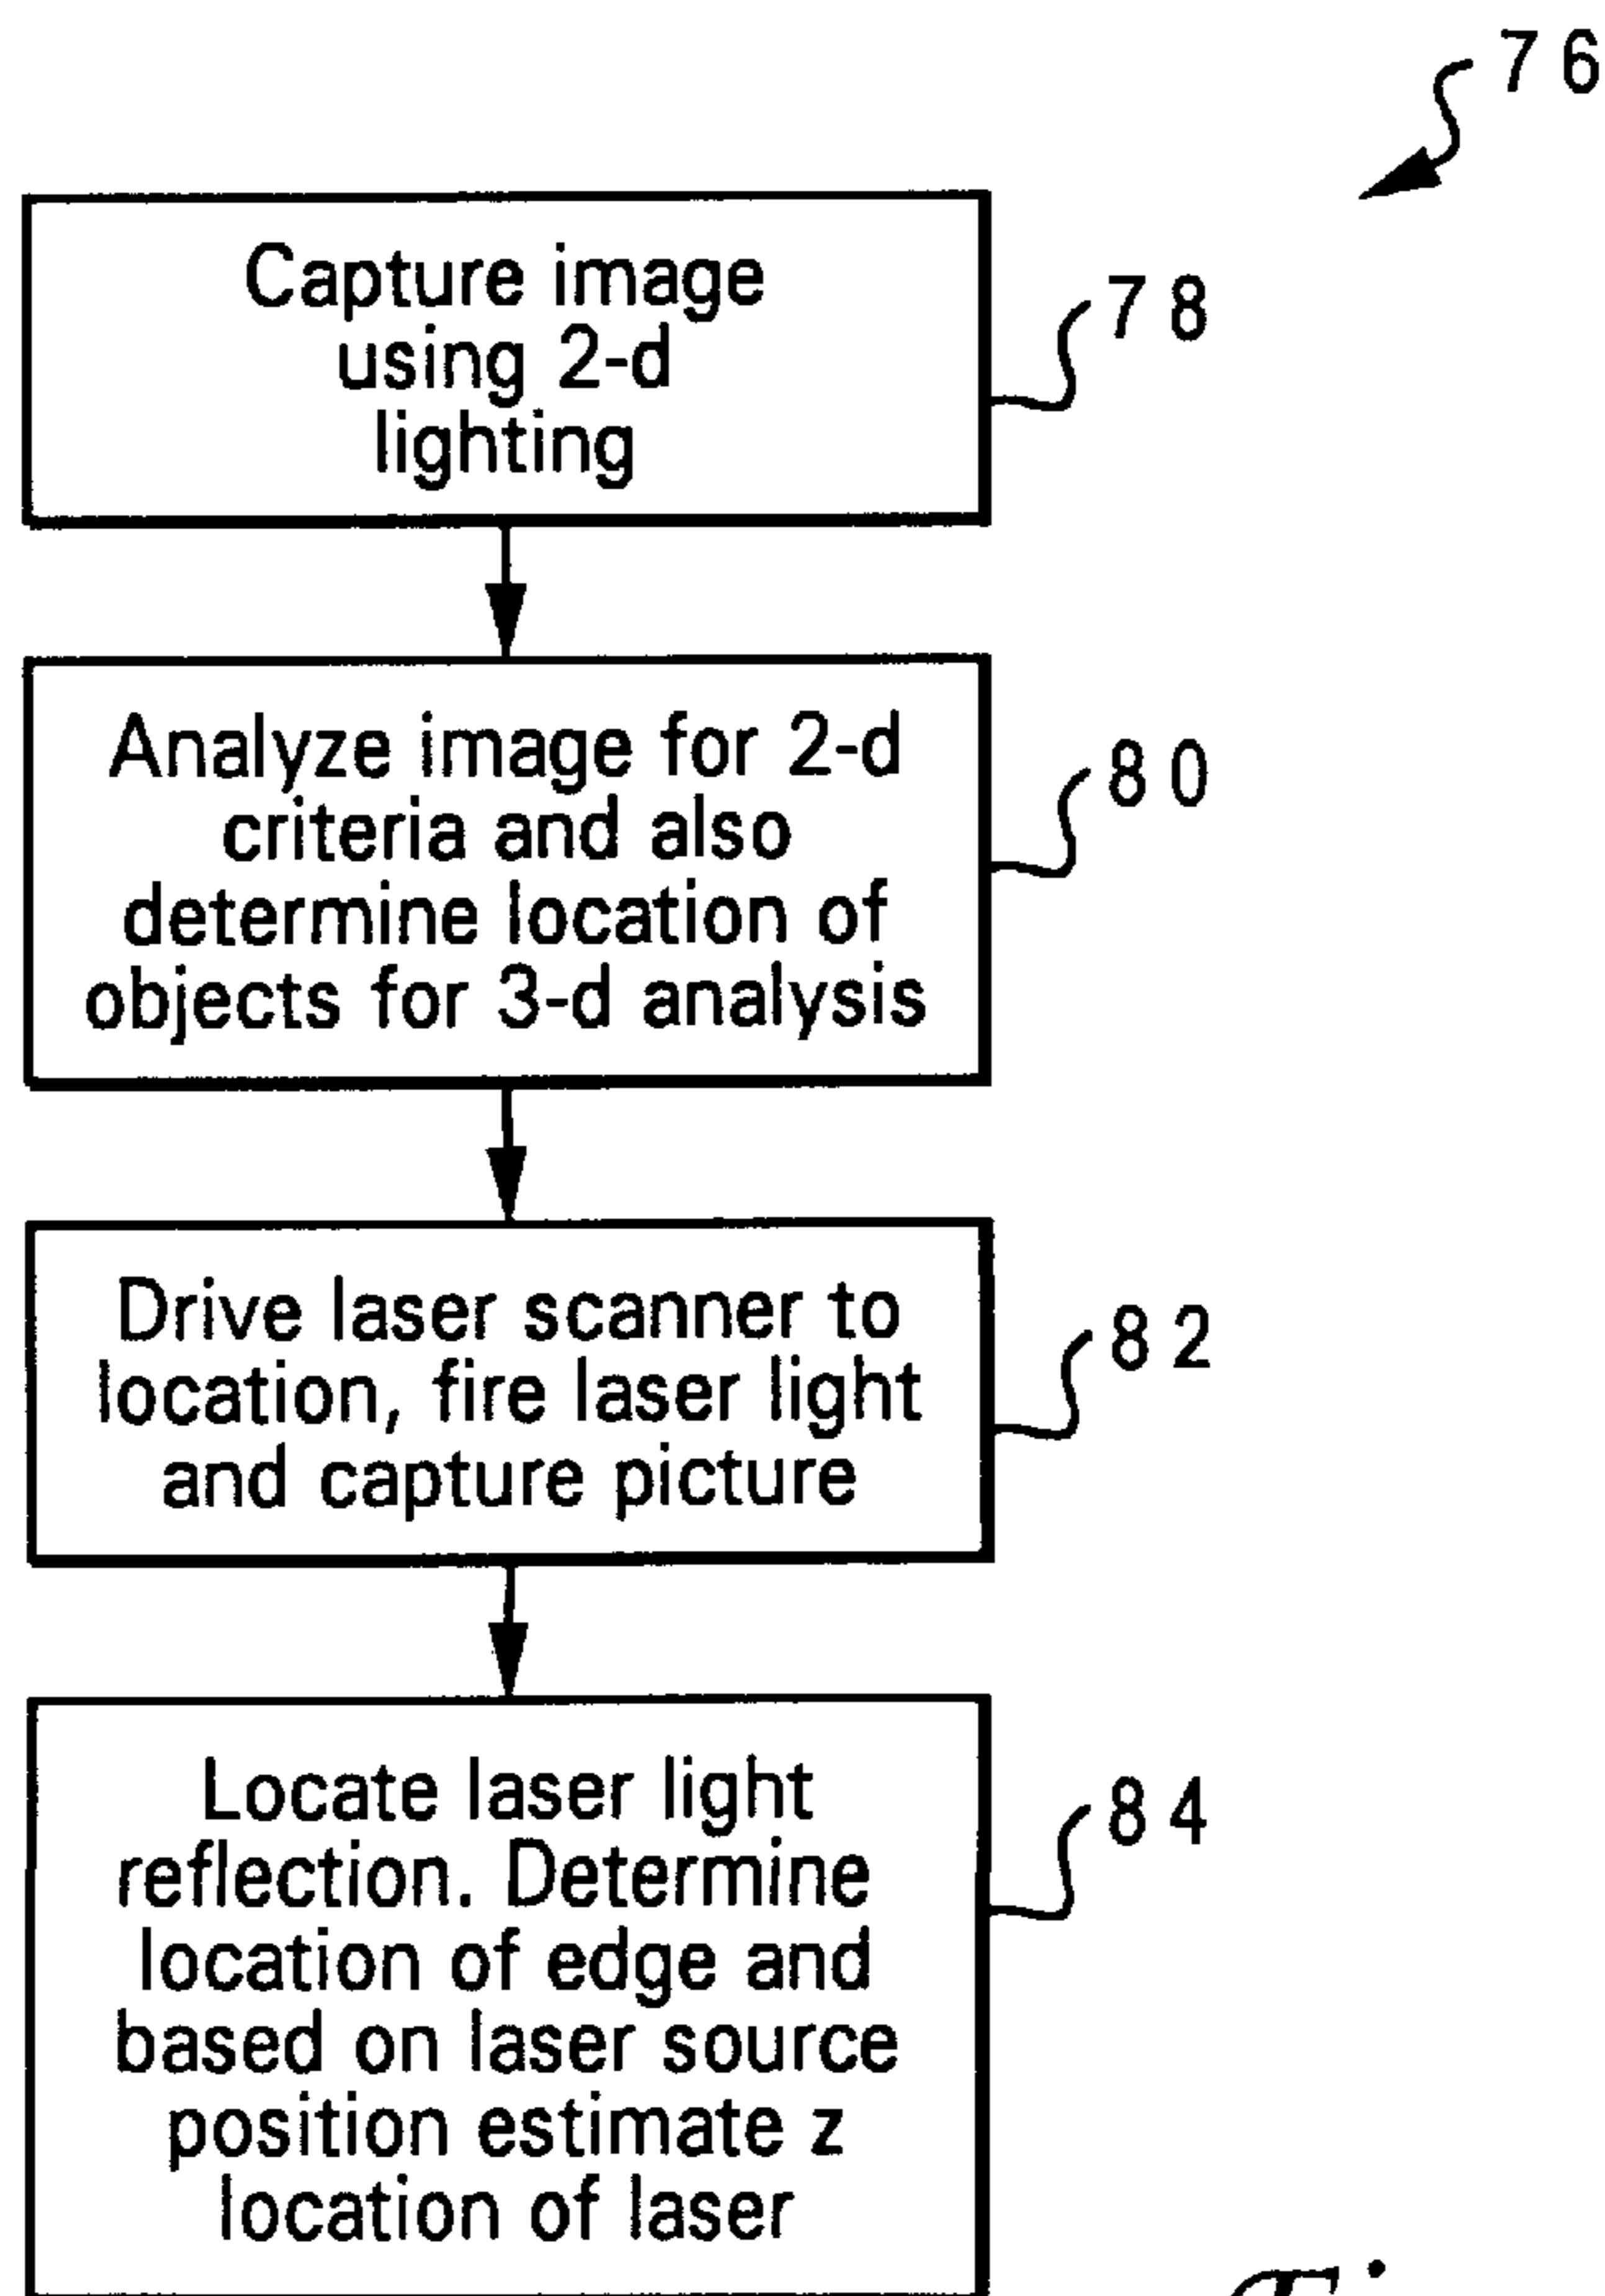 76
Capture image
using 2-d
lighting
78
Analyze image for 2-d
criteria and also
determine location of
objects for 3-d analysis
80
Drive laser scanner to
location, fire laser light
and capture picture
82
Locate laser light
reflection. Determine
location of edge and
based on laser source
position estimate z
location of laser
84